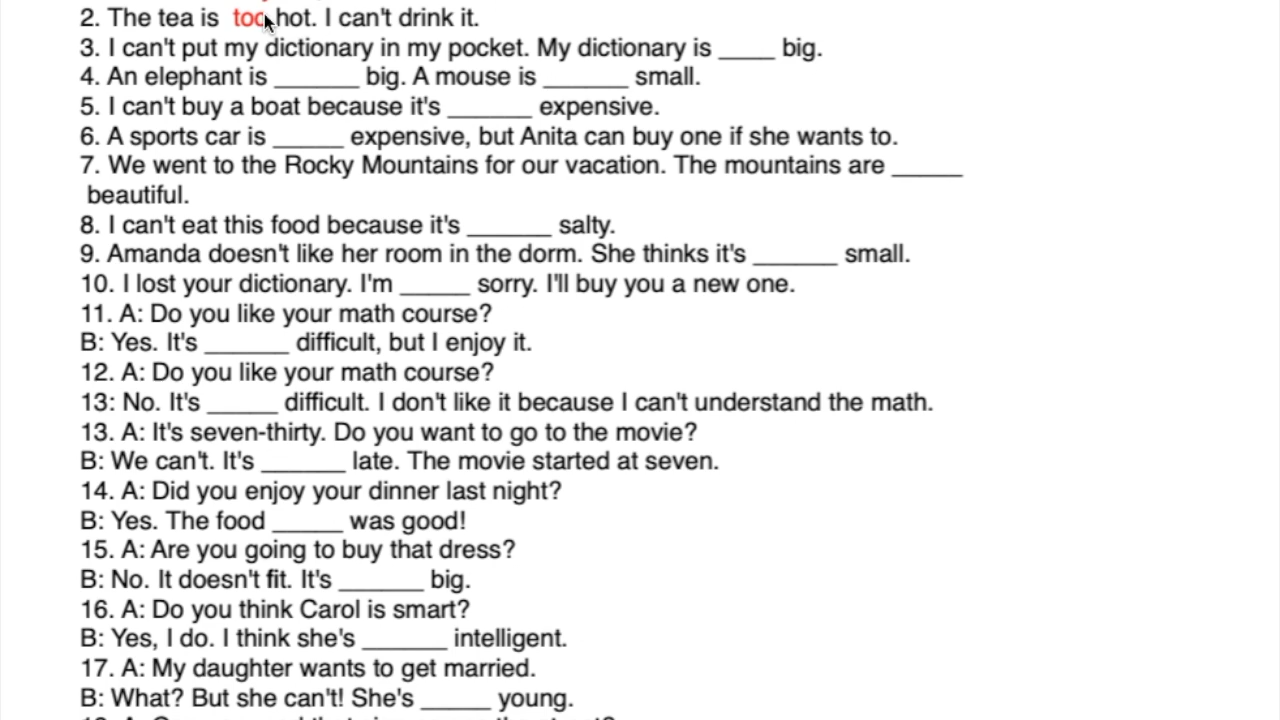 2. The tea is too hot. I can't drink it.
3. I can't put my dictionary in my pocket. My dictionary is ____ big.
4. An elephant is ______ big. A mouse is ______ small.
5. I can't buy a boat because it's ______ expensive.
6. A sports car is _____ expensive, but Anita can buy one if she wants to.
7. We went to the Rocky Mountains for our vacation. The mountains are _____
beautiful.
8. I can't eat this food because it's ______ salty.
9. Amanda doesn't like her room in the dorm. She thinks it's ______ small.
10. I lost your dictionary. I'm _____ sorry. I'll buy you a new one.
11. A: Do you like your math course?
B: Yes. It's ______ difficult, but I enjoy it.
12. A: Do you like your math course?
13: No. It's _____ difficult. I don't like it because I can't understand the math.
13. A: It's seven-thirty. Do you want to go to the movie?
B: We can't. It's ______ late. The movie started at seven.
14. A: Did you enjoy your dinner last night?
B: Yes. The food _____ was good!
15. A: Are you going to buy that dress?
B: No. It doesn't fit. It's ______ big.
16. A: Do you think Carol is smart?
B: Yes, I do. I think she's ______ intelligent.
17. A: My daughter wants to get married.
B: What? But she can't! She's _____ young.